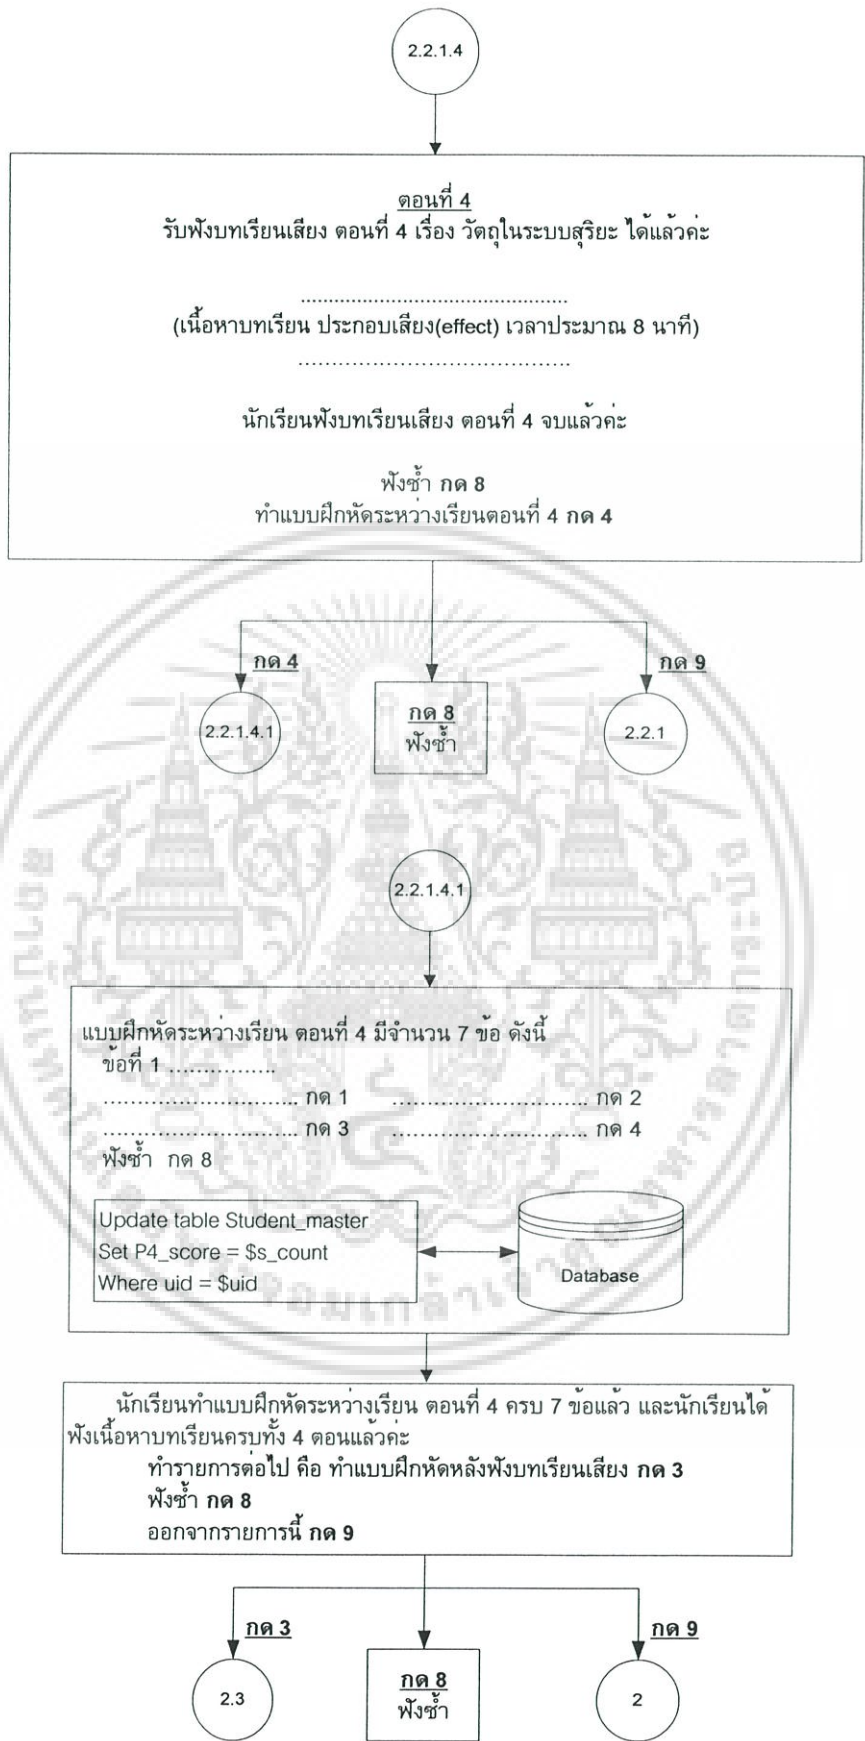 2.2.1.4
ตอนที่ 4
รับฟังบทเรียนเสียง ตอนที่ 4 เรื่อง วัตถุในระบบสุริยะ ได้แล้วค่ะ
................................................
(เนื้อหาบทเรียน ประกอบเสียง(effect) เวลาประมาณ 8 นาที)
........................................
นักเรียนฟังบทเรียนเสียง ตอนที่ 4 จบแล้วค่ะ
ฟังซ้ำ กด 8
ทำแบบฝึกหัดระหว่างเรียนตอนที่ 4 กด 4
กด 4
กด 9
2.2.1.4.1
กด 8
ฟังซ้ำ
2.2.1
2.2.1.4.1
แบบฝึกหัดระหว่างเรียน ตอนที่ 4 มีจำนวน 7 ข้อ ดังนี้
ข้อที่ 1 ................
............................. กด 1 ............................. กด 2
............................. กด 3 ............................. กด 4
ฟังซ้ำ กด 8
Update table Student_master
Set P4_score = $s_count
Where uid = $uid
Database
นักเรียนทำแบบฝึกหัดระหว่างเรียน ตอนที่ 4 ครบ 7 ข้อแล้ว และนักเรียนได้
ฟังเนื้อหาบทเรียนครบทั้ง 4 ตอนแล้วค่ะ
ทำรายการต่อไป คือ ทำแบบฝึกหัดหลังฟังบทเรียนเสียง กด 3
ฟังซ้ำ กด 8
ออกจากรายการนี้ กด 9
กด 3
กด 9
2.3
กด 8
ฟังซ้ำ
2